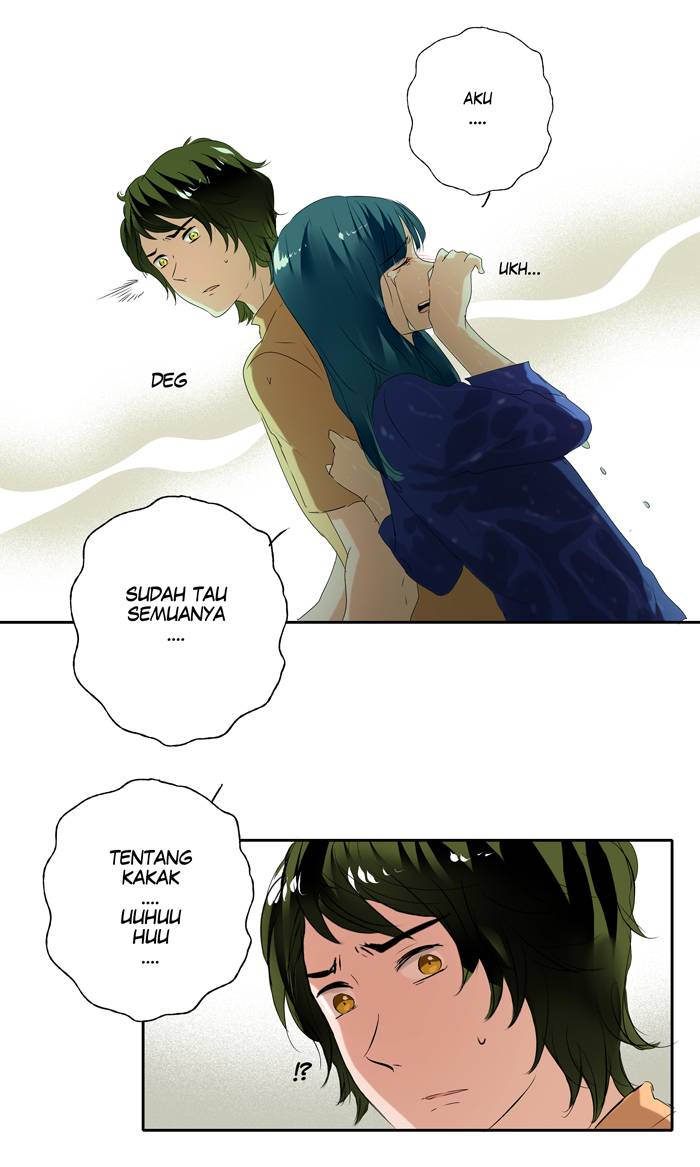 AKU
....
UKH...
DEG
SUDAH TAU
SEMUANYA
....
TENTANG
KAKAK
....
UUHUU
HUU
....
!?